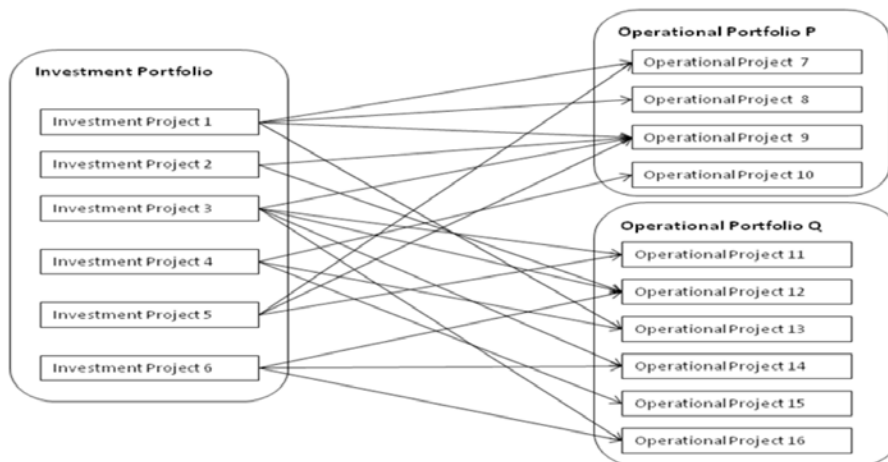 Investment Portfolio
Investment Project 1
Investment Project 2
Investment Project 3
Investment Project 4
Investment Project 5
Investment Project 6
Operational Portfolio P
Operational Project 7
Operational Project 8
Operational Project 9
Operational Project 10
Operational Portfolio Q
Operational Project 11
Operational Project 12
Operational Project 13
Operational Project 14
Operational Project 15
Operational Project 16